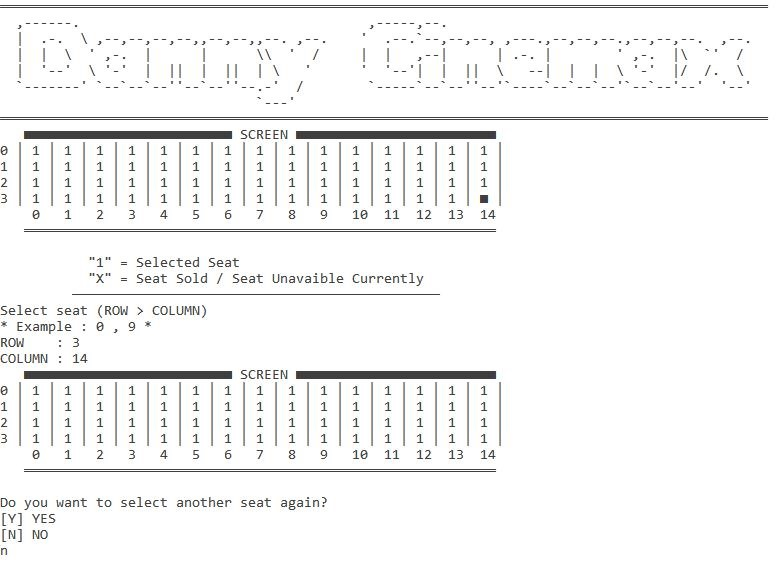 Danny Cinemax
SCREEN
0 | 1 | 1 | 1 | 1 | 1 | 1 | 1 | 1 | 1 | 1 | 1 | 1 | 1 | 1 | 1 |
1 | 1 | 1 | 1 | 1 | 1 | 1 | 1 | 1 | 1 | 1 | 1 | 1 | 1 | 1 | 1 |
2 | 1 | 1 | 1 | 1 | 1 | 1 | 1 | 1 | 1 | 1 | 1 | 1 | 1 | 1 | 1 |
3 | 1 | 1 | 1 | 1 | 1 | 1 | 1 | 1 | 1 | 1 | 1 | 1 | 1 | 1 | ■ |
0 1 2 3 4 5 6 7 8 9 10 11 12 13 14
"1" = Selected Seat
"X" = Seat Sold / Seat Unavaible Currently
Select seat (ROW > COLUMN)
* Example : 0 , 9 *
ROW    : 3
COLUMN : 14
SCREEN
0 | 1 | 1 | 1 | 1 | 1 | 1 | 1 | 1 | 1 | 1 | 1 | 1 | 1 | 1 | 1 |
1 | 1 | 1 | 1 | 1 | 1 | 1 | 1 | 1 | 1 | 1 | 1 | 1 | 1 | 1 | 1 |
2 | 1 | 1 | 1 | 1 | 1 | 1 | 1 | 1 | 1 | 1 | 1 | 1 | 1 | 1 | 1 |
3 | 1 | 1 | 1 | 1 | 1 | 1 | 1 | 1 | 1 | 1 | 1 | 1 | 1 | 1 | 1 |
0 1 2 3 4 5 6 7 8 9 10 11 12 13 14
Do you want to select another seat again?
[Y] YES
[N] NO
n